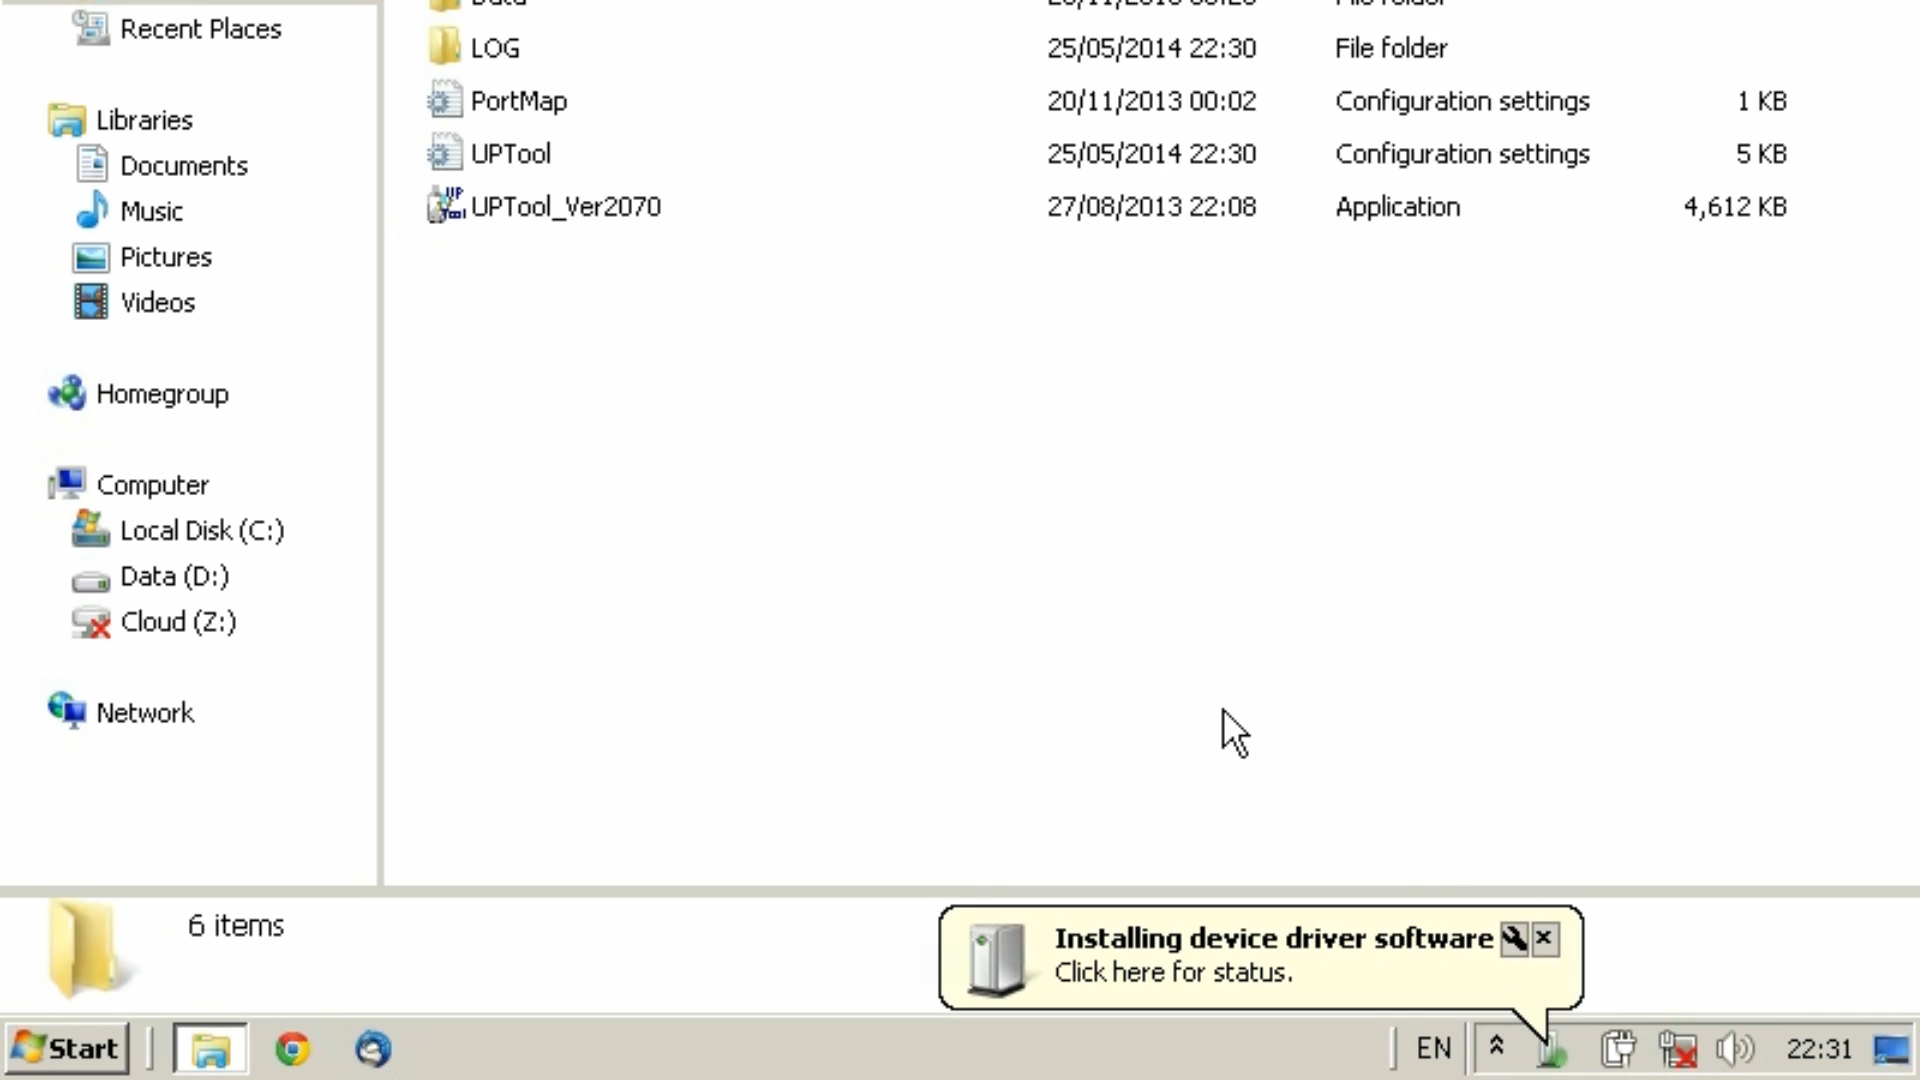 Recent Places
Libraries
Documents
Music
Pictures
Videos
Homegroup
Computer
Local Disk (C:)
Data (D:)
Cloud (Z:)
Network
LOG 25/05/2014 22:30 File folder
PortMap 20/11/2013 00:02 Configuration settings 1 KB
UPTool 25/05/2014 22:30 Configuration settings 5 KB
UPTool_Ver2070 27/08/2013 22:08 Application 4,612 KB
6 items
Installing device driver software
Click here for status.
Start
EN
22:31